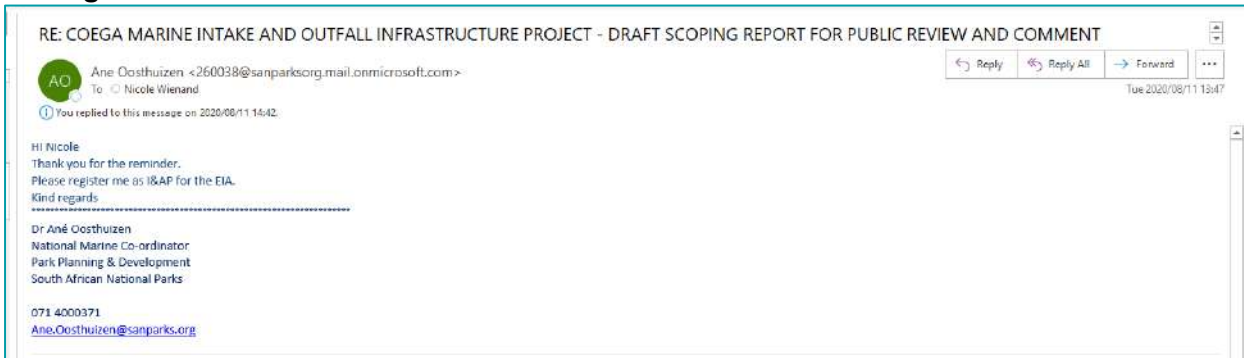 RE: COEGA MARINE INTAKE AND OUTFALL INFRASTRUCTURE PROJECT - DRAFT SCOPING REPORT FOR PUBLIC REVIEW AND COMMENT
Reply
Reply All
Forward
...
AO
Ane Oosthuizen <260038@sanparksorg.mail.onmicrosoft.com>
To Nicole Wienand
Tue 2020/08/11 13:47
You replied to this message on 2020/08/11 14:42.
Hi Nicole
Thank you for the reminder.
Please register me as I&AP for the EIA.
Kind regards
Dr Ané Oosthuizen
National Marine Co-ordinator
Park Planning & Development
South African National Parks
071 4000371
Ane.Oosthuizen@sanparks.org